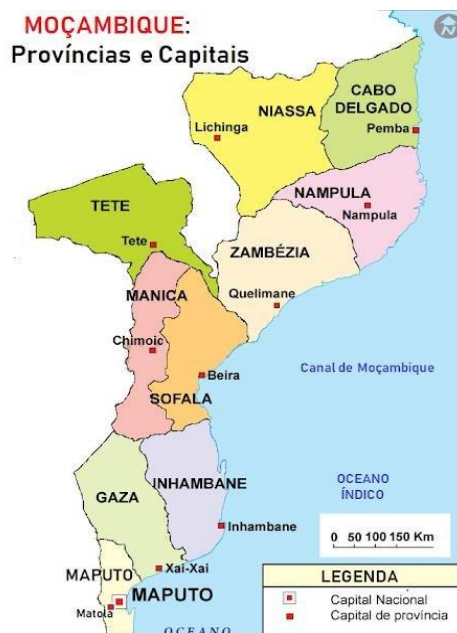 MOÇAMBIQUE:
Províncias e Capitais
N
CABO
DELGADO
NIASSA
Lichinga
Pemba
NAMPULA
Nampula
TETE
Tete
ZAMBÉZIA
MANICA
Quelimane
Chimoic
Beira
Canal de Moçambique
SOFALA
INHAMBANE
GAZA
OCEANO
ÍNDICO
Inhambane
0 50 100 150 Km
Xai-Xai
MAPUTO
MAPUTO
Matola
LEGENDA
Capital Nacional
Capital de província
OCEANO